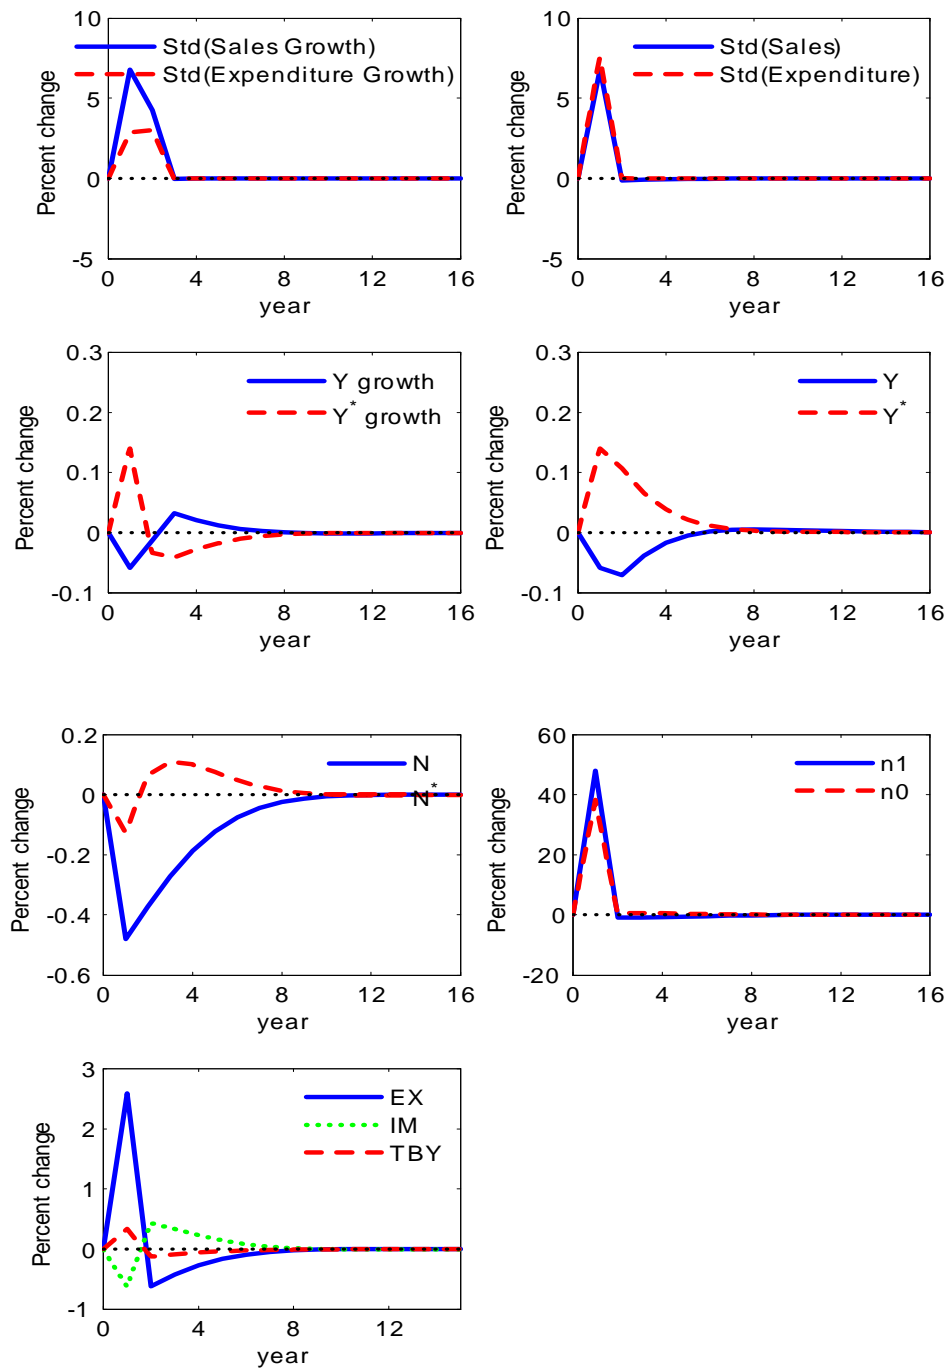 10
5
0
-5
Percent change
Std(Sales Growth)
Std(Expenditure Growth)
0 4 8 12 16
year
10
5
0
-5
Percent change
Std(Sales)
Std(Expenditure)
0 4 8 12 16
year
0.3
0.2
0.1
0
-0.1
Percent change
Y growth
Y* growth
0 4 8 12 16
year
0.3
0.2
0.1
0
-0.1
Percent change
Y
Y*
0 4 8 12 16
year
0.2
0
-0.2
-0.4
-0.6
Percent change
N
N*
0 4 8 12 16
year
60
40
20
0
-20
Percent change
n1
n0
0 4 8 12 16
year
3
2
1
0
-1
Percent change
EX
IM
TBY
0 4 8 12
year